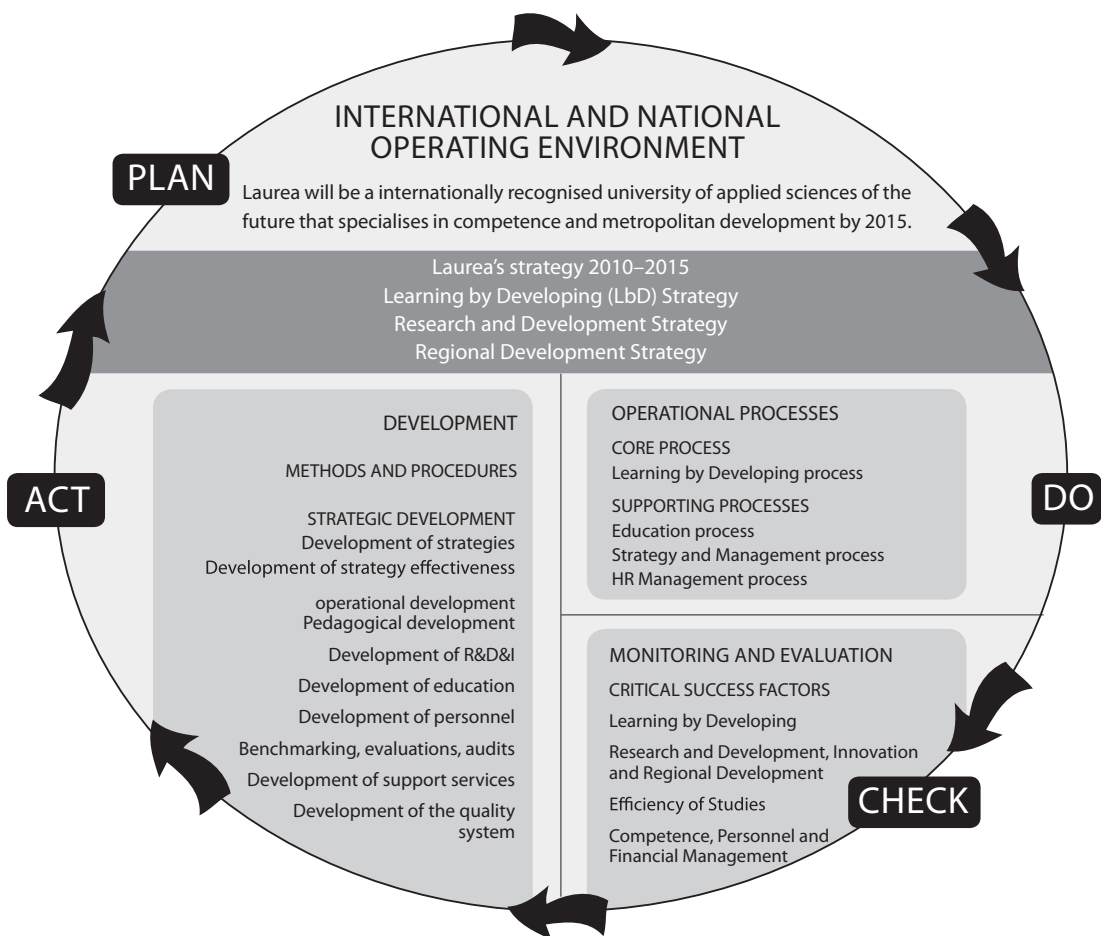 INTERNATIONAL AND NATIONAL
OPERATING ENVIRONMENT
PLAN
Laurea will be a internationally recognised university of applied sciences of the
future that specialises in competence and metropolitan development by 2015.
Laurea's strategy 2010–2015
Learning by Developing (LbD) Strategy
Research and Development Strategy
Regional Development Strategy
OPERATIONAL PROCESSES
CORE PROCESS
Learning by Developing process
SUPPORTING PROCESSES
Education process
Strategy and Management process
HR Management process
DO
MONITORING AND EVALUATION
CRITICAL SUCCESS FACTORS
Learning by Developing
Research and Development, Innovation
and Regional Development
Efficiency of Studies
Competence, Personnel and
Financial Management
CHECK
DEVELOPMENT
METHODS AND PROCEDURES
STRATEGIC DEVELOPMENT
Development of strategies
Development of strategy effectiveness
operational development
Pedagogical development
Development of R&D&I
Development of education
Development of personnel
Benchmarking, evaluations, audits
Development of support services
Development of the quality
system
ACT